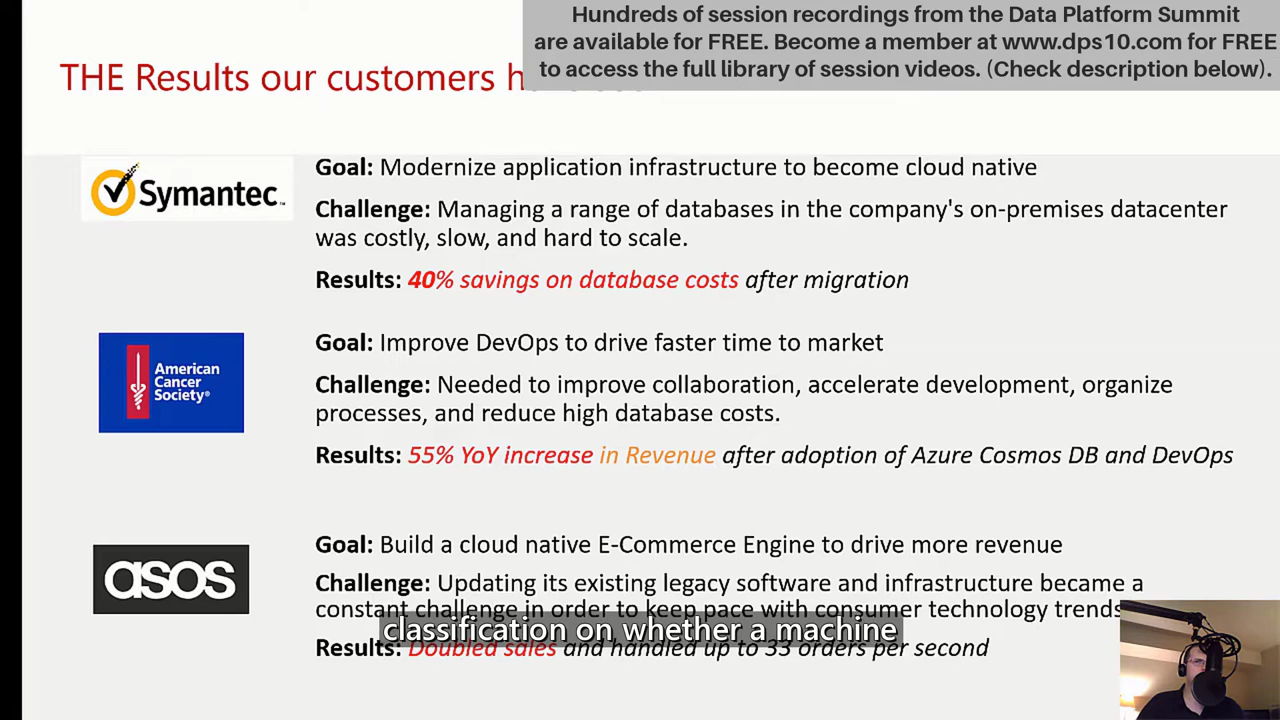 Hundreds of session recordings from the Data Platform Summit
are available for FREE. Become a member at www.dps10.com for FREE
to access the full library of session videos. (Check description below).
THE Results our customers
Symantec™
Goal: Modernize application infrastructure to become cloud native
Challenge: Managing a range of databases in the company's on-premises datacenter
was costly, slow, and hard to scale.
Results: 40% savings on database costs after migration
American
Cancer
Society®
Goal: Improve DevOps to drive faster time to market
Challenge: Needed to improve collaboration, accelerate development, organize
processes, and reduce high database costs.
Results: 55% YoY increase in Revenue after adoption of Azure Cosmos DB and DevOps
asos
Goal: Build a cloud native E-Commerce Engine to drive more revenue
Challenge: Updating its existing legacy software and infrastructure became a
constant challenge in order to keep pace with consumer technology trends
classification on whether a machine
Results: Doubled sales and handled up to 33 orders per second